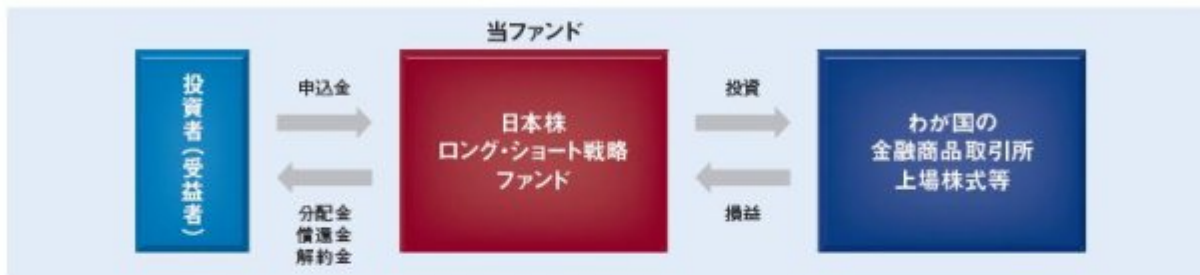 当ファンド
投資者(受益者)
申込金
分配金
償還金
解約金
日本株
ロング・ショート戦略
ファンド
投資
損益
わが国の
金融商品取引所
上場株式等